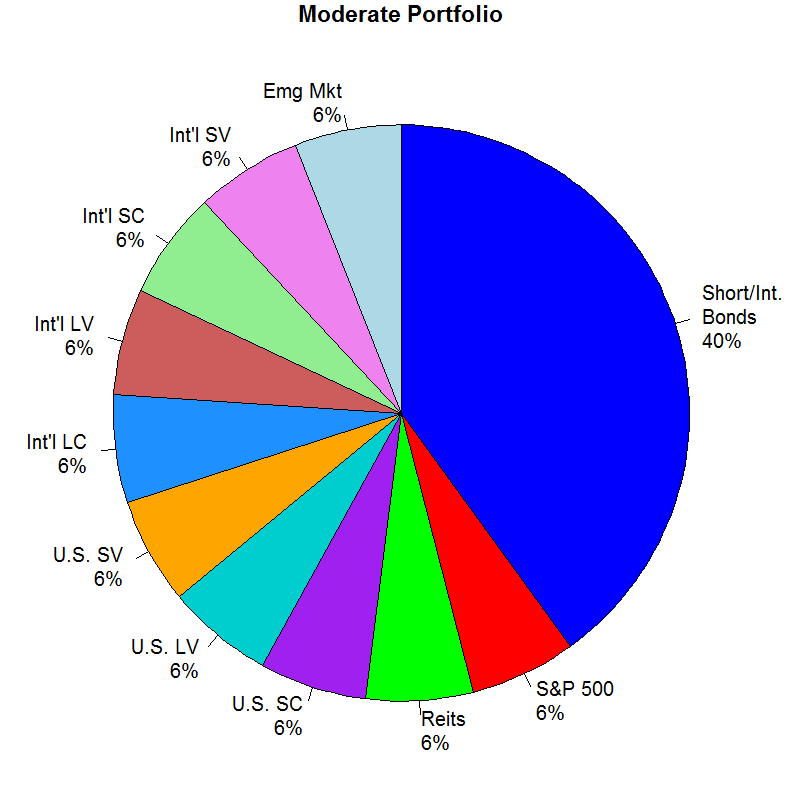 Moderate Portfolio
Emg Mkt
6%
Int'l SV
6%
Int'l SC
6%
Int'l LV
6%
Int'l LC
6%
U.S. SV
6%
U.S. LV
6%
U.S. SC
6%
Reits
6%
S&P 500
6%
Short/Int.
Bonds
40%